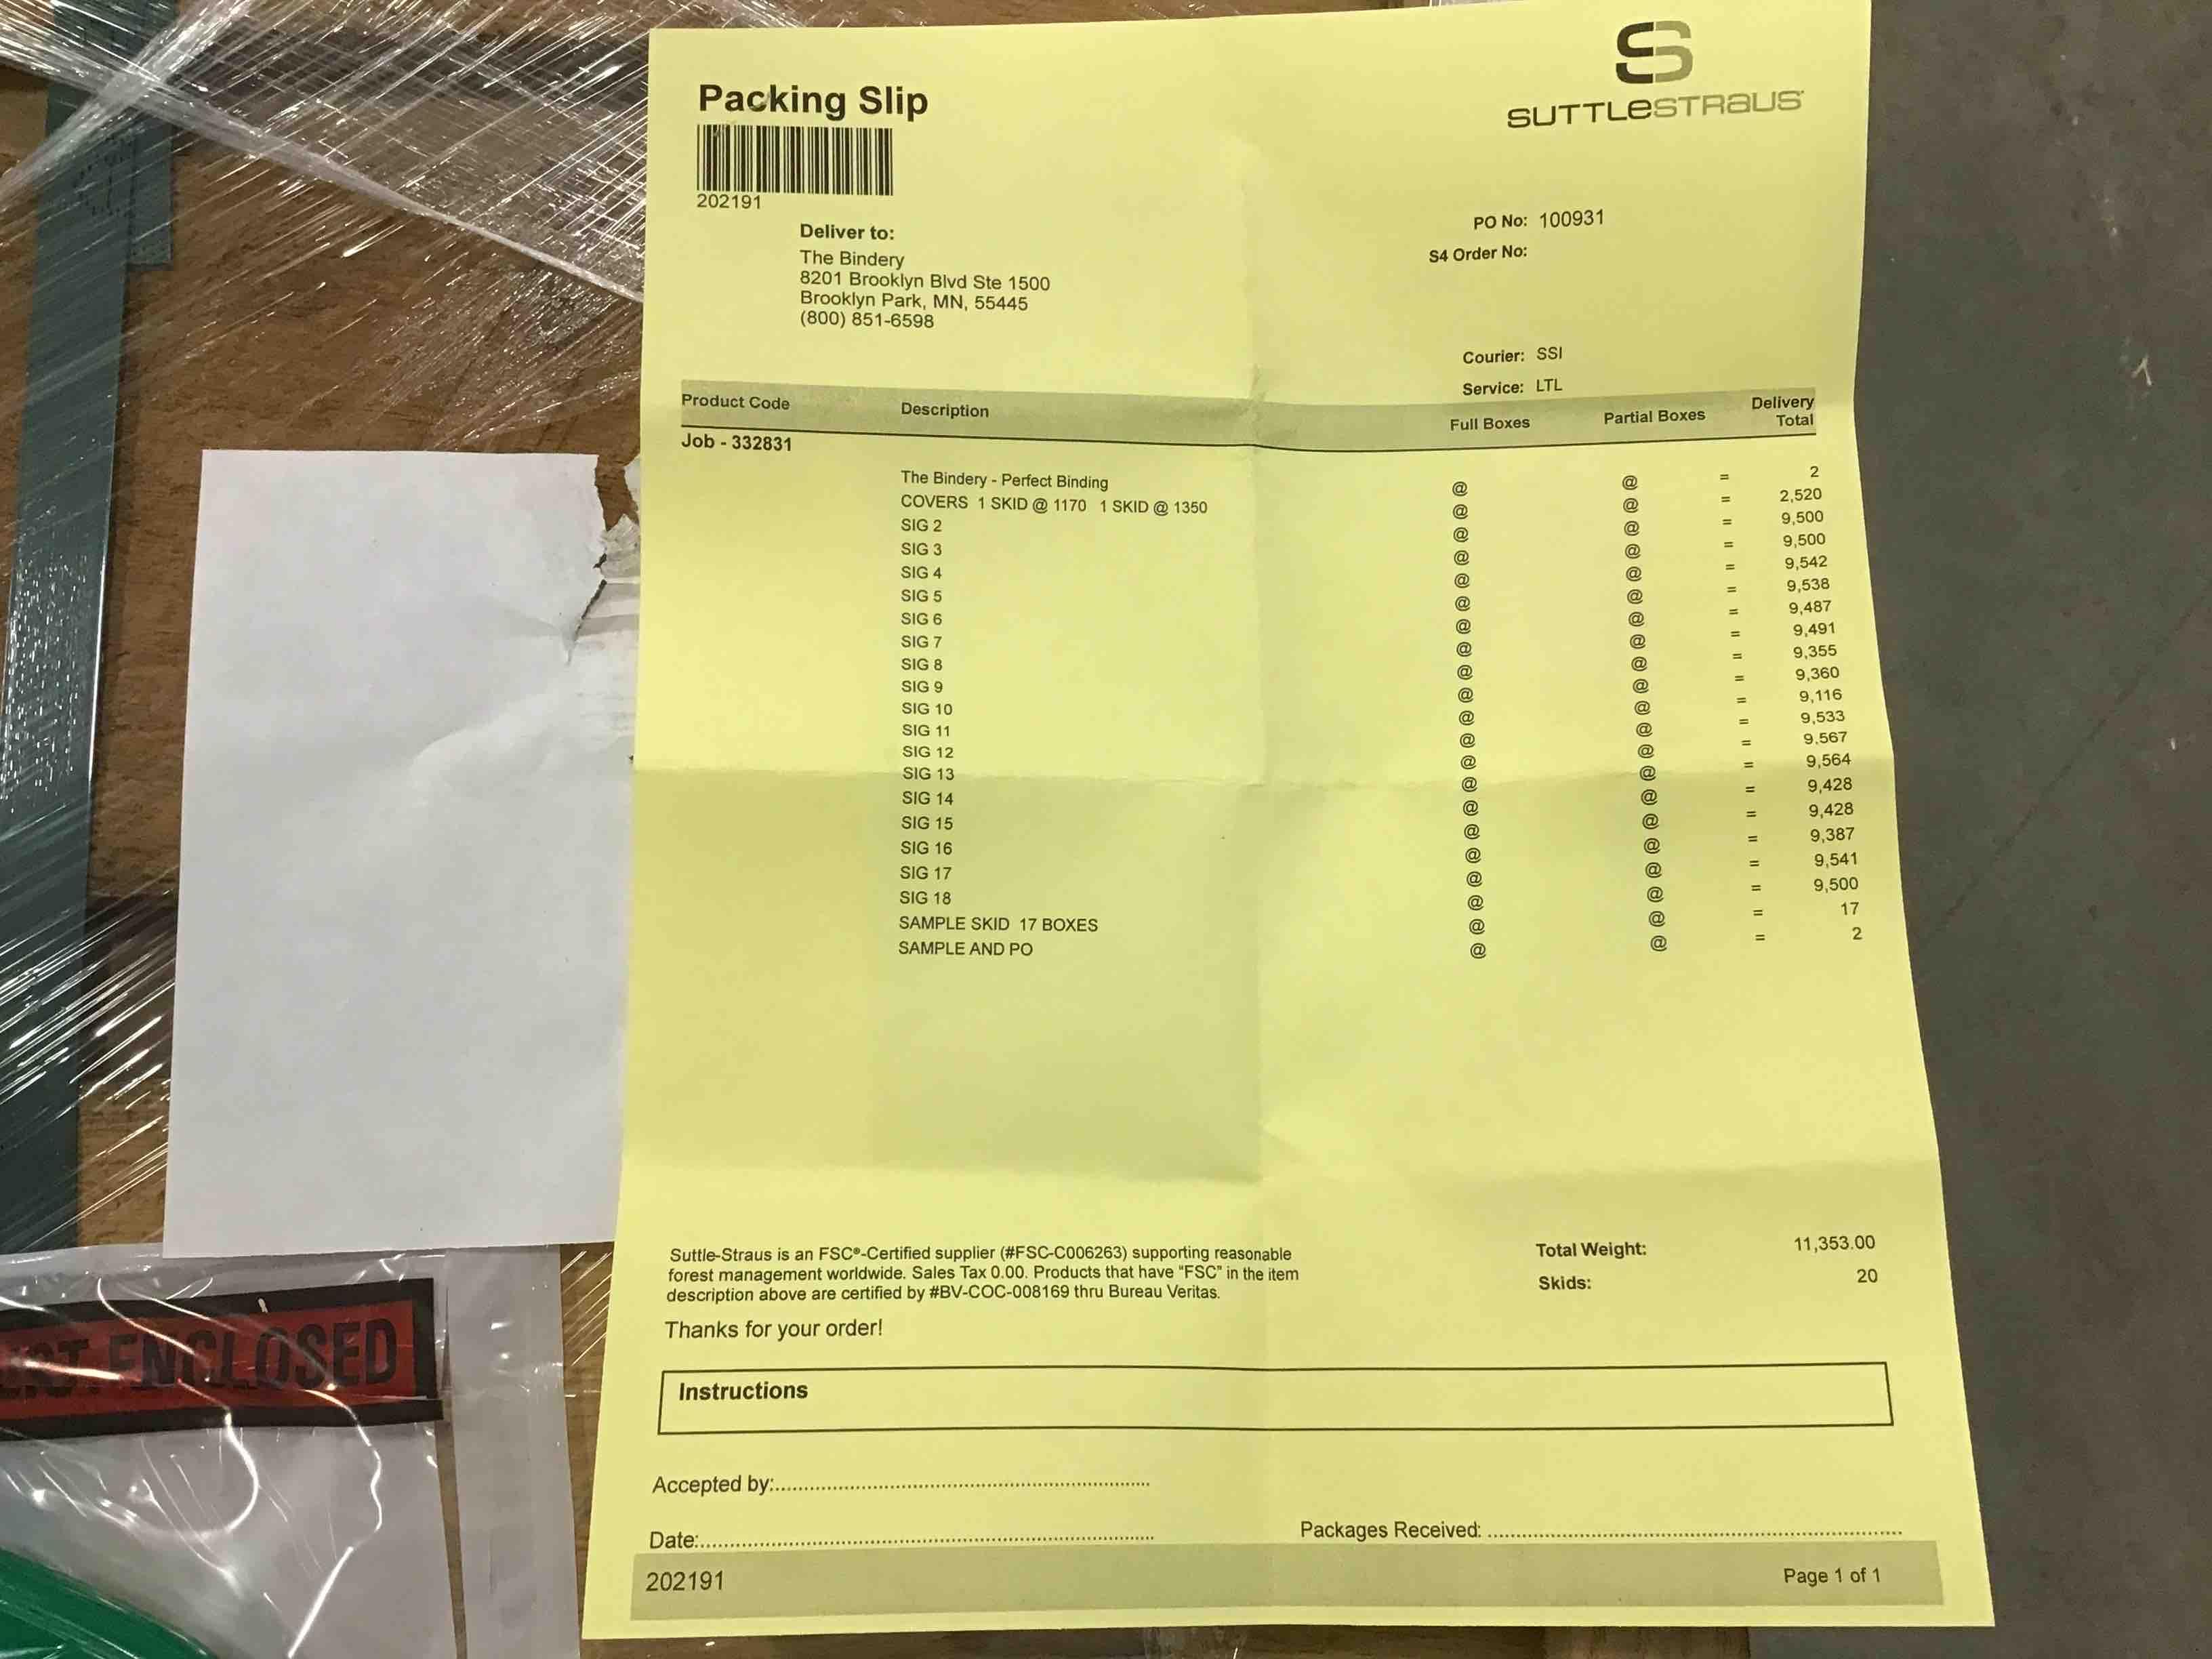 Packing Slip
SUTTLESTRAUS
202191
Deliver to:
The Bindery
8201 Brooklyn Blvd Ste 1500
Brooklyn Park, MN, 55445
(800) 851-6598
PO No: 100931
S4 Order No:
Courier: SSI
Service: LTL
Product Code Description Full Boxes Partial Boxes Delivery Total
Job - 332831
The Bindery - Perfect Binding @ @ = 2
COVERS 1 SKID @ 1170 1 SKID @ 1350 @ @ = 2,520
SIG 2 @ @ = 9,500
SIG 3 @ @ = 9,500
SIG 4 @ @ = 9,542
SIG 5 @ @ = 9,538
SIG 6 @ @ = 9,487
SIG 7 @ @ = 9,491
SIG 8 @ @ = 9,355
SIG 9 @ @ = 9,360
SIG 10 @ @ = 9,116
SIG 11 @ @ = 9,533
SIG 12 @ @ = 9,567
SIG 13 @ @ = 9,564
SIG 14 @ @ = 9,428
SIG 15 @ @ = 9,428
SIG 16 @ @ = 9,387
SIG 17 @ @ = 9,541
SIG 18 @ @ = 9,500
SAMPLE SKID 17 BOXES @ @ = 17
SAMPLE AND PO @ @ = 2
Suttle-Straus is an FSC®-Certified supplier (#FSC-C006263) supporting reasonable
forest management worldwide. Sales Tax 0.00. Products that have "FSC" in the item
description above are certified by #BV-COC-008169 thru Bureau Veritas.
Total Weight: 11,353.00
Skids: 20
Thanks for your order!
Instructions
Accepted by:
Date:
Packages Received:
202191
Page 1 of 1
ENCLOSED